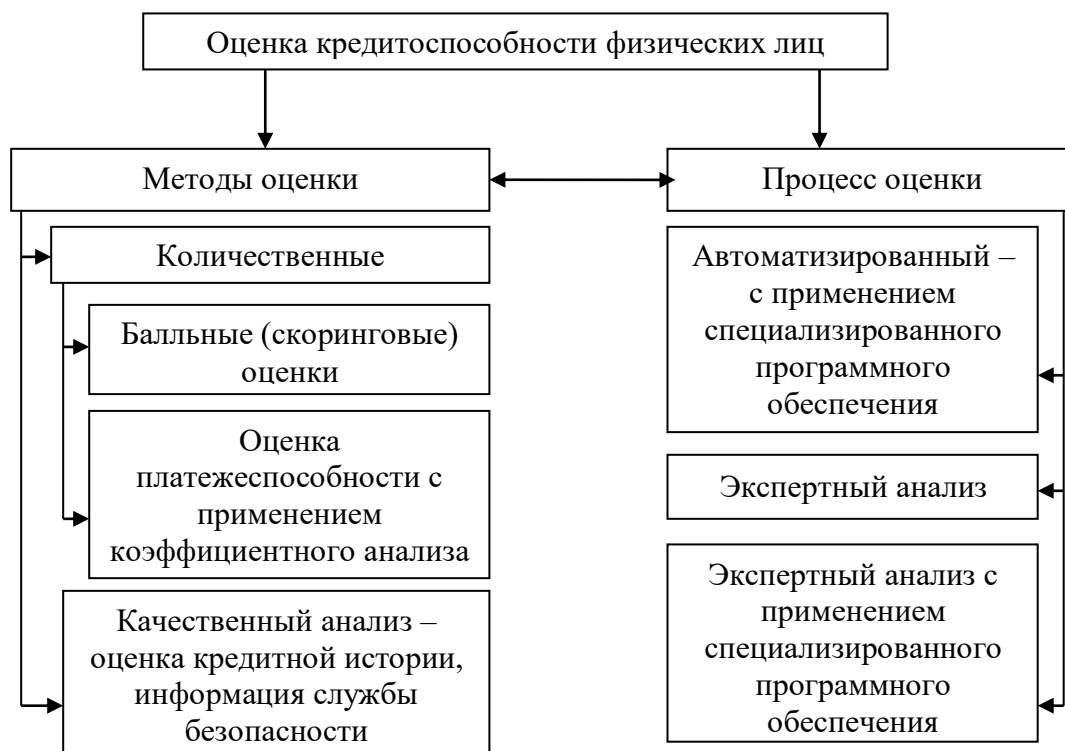 Оценка кредитоспособности физических лиц
Методы оценки
Количественные
Балльные (скоринговые)
оценки
Оценка
платежеспособности с
применением
коэффициентного анализа
Качественный анализ –
оценка кредитной истории,
информация службы
безопасности
Процесс оценки
Автоматизированный –
с применением
специализированного
программного
обеспечения
Экспертный анализ
Экспертный анализ с
применением
специализированного
программного
обеспечения